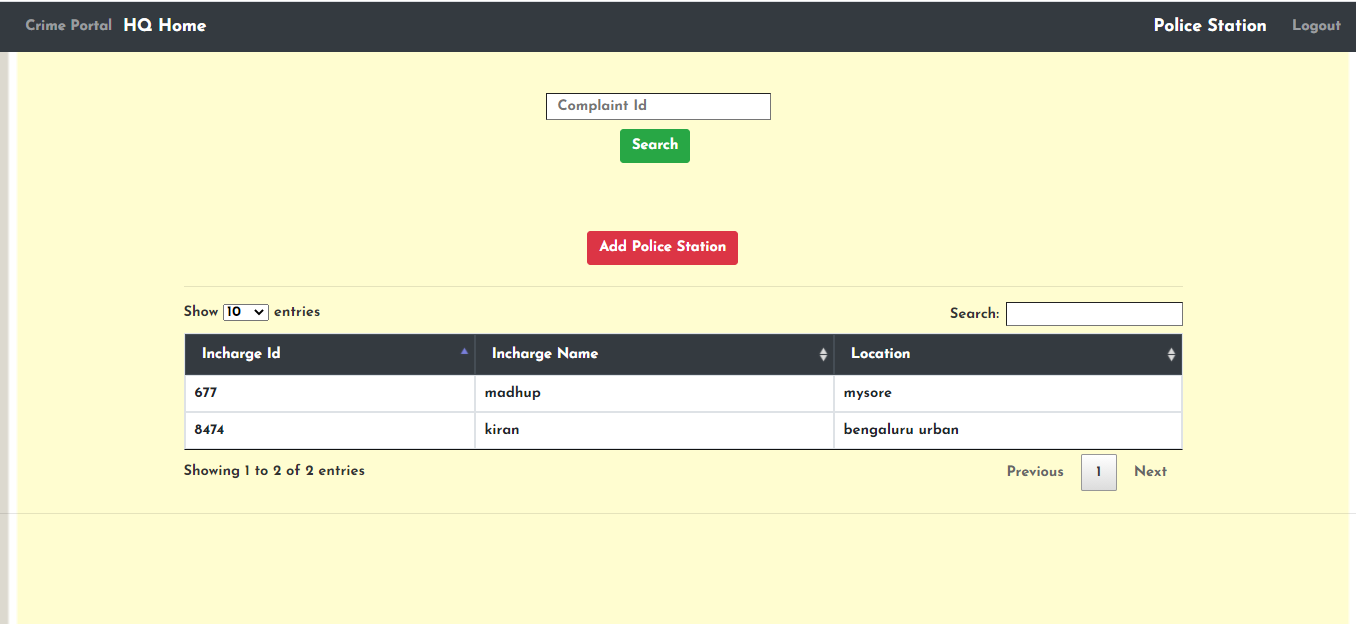 Crime Portal HQ Home Police Station Logout
Complaint Id
Search
Add Police Station
Show 10 entries Search:
Incharge Id Incharge Name Location
677 madhup mysore
8474 kiran bengaluru urban
Showing 1 to 2 of 2 entries Previous 1 Next